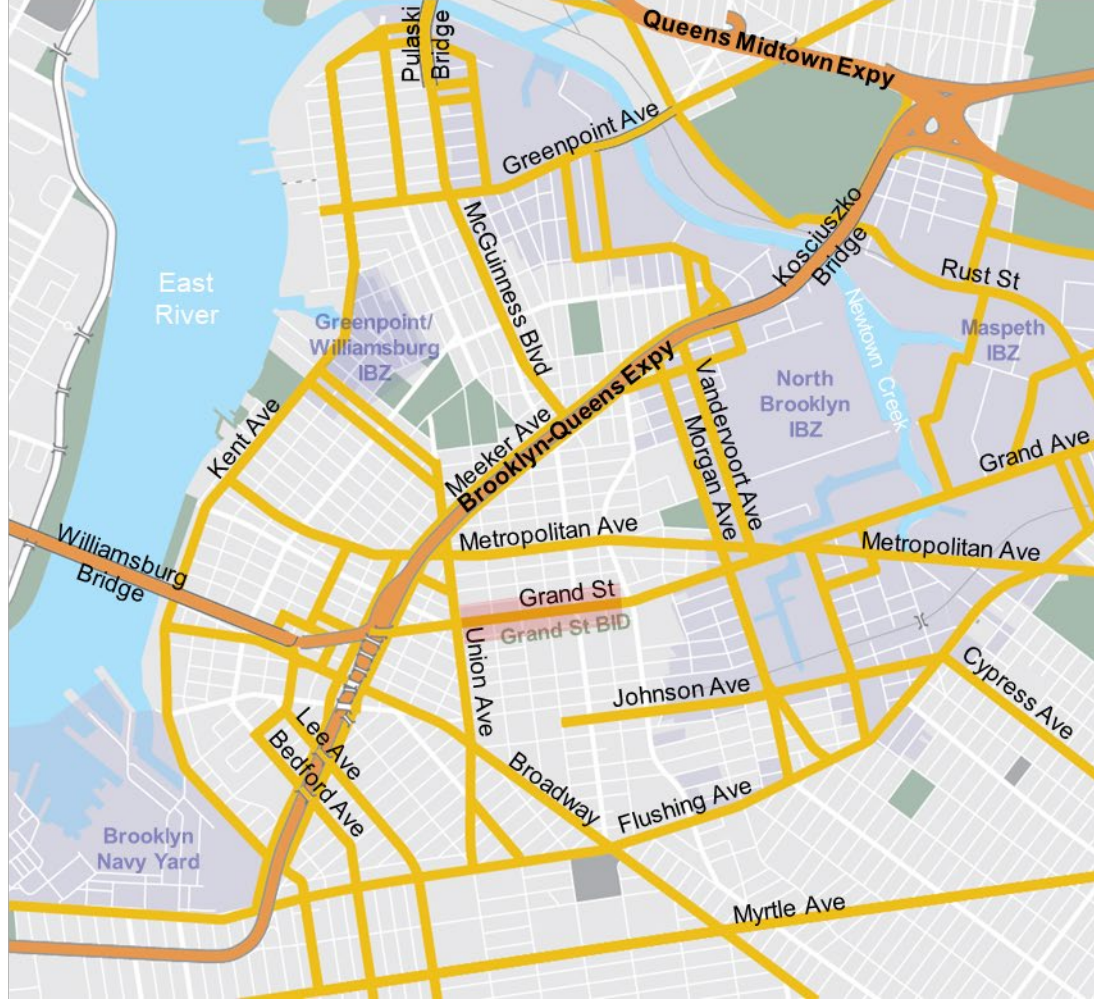 Queens Midtown Expy
Pulaski
Bridge
Greenpoint Ave
McGuinness Blvd
Kosciuszko
Bridge
Rust St
East
River
Newtown Creek
Greenpoint/
Williamsburg
IBZ
Maspeth
IBZ
North
Brooklyn
IBZ
Vandervoort Ave
Morgan Ave
Kent Ave
Meeker Ave
Brooklyn-Queens Expy
Grand Ave
Metropolitan Ave
Metropolitan Ave
Williamsburg
Bridge
Grand St
Grand St BID
Union Ave
Johnson Ave
Cypress Ave
Lee Ave
Bedford Ave
Broadway
Flushing Ave
Brooklyn
Navy Yard
Myrtle Ave